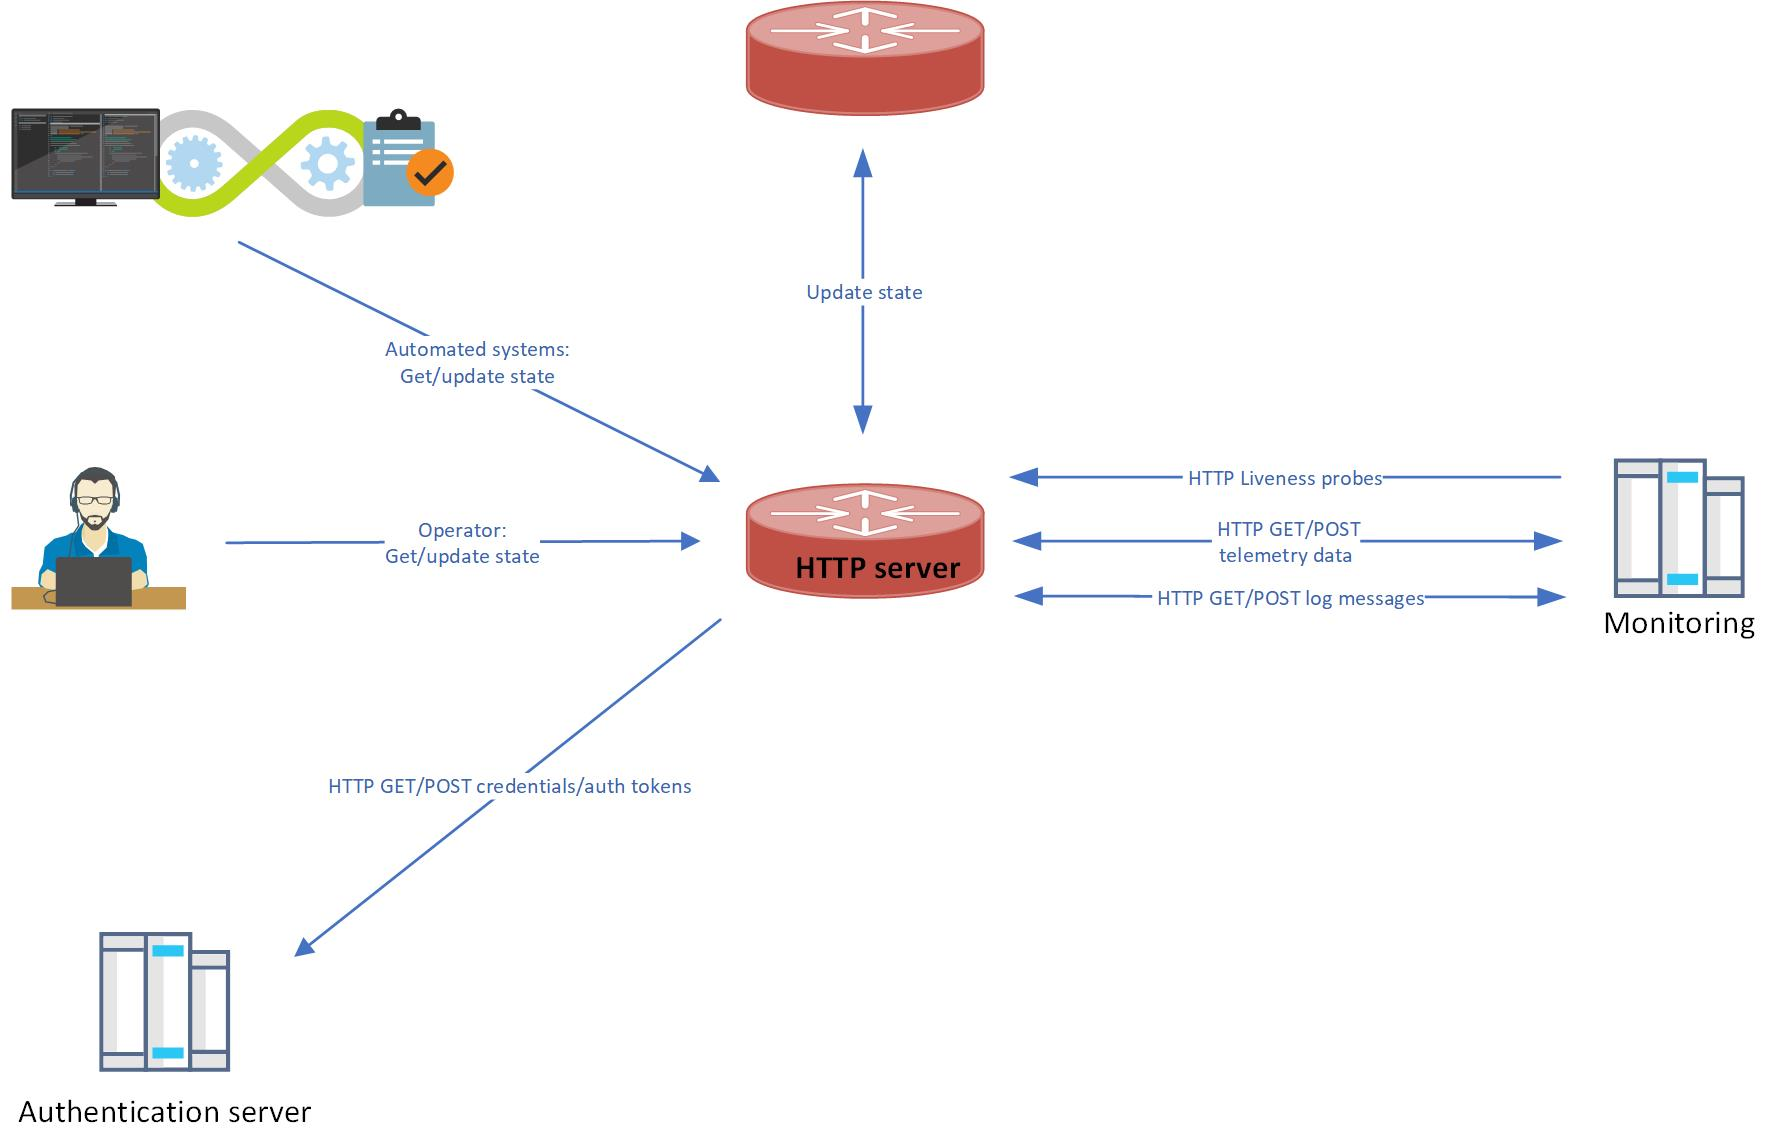 Update state
Automated systems:
Get/update state
HTTP Liveness probes
Operator:
Get/update state
HTTP GET/POST
telemetry data
HTTP server
HTTP GET/POST log messages
Monitoring
HTTP GET/POST credentials/auth tokens
Authentication server